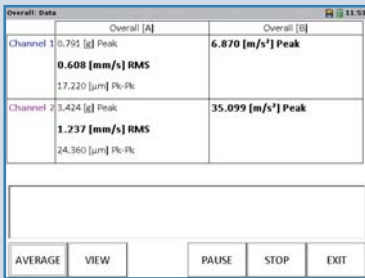 Overall: Data 11:53
Overall [A] Overall [B]
Channel 1 0.791 [g] Peak 6.870 [m/s²] Peak
0.608 [mm/s] RMS
17.220 [µm] Pk-Pk
Channel 2 3.424 [g] Peak 35.099 [m/s²] Peak
1.237 [mm/s] RMS
24.360 [µm] Pk-Pk
AVERAGE VIEW PAUSE STOP EXIT